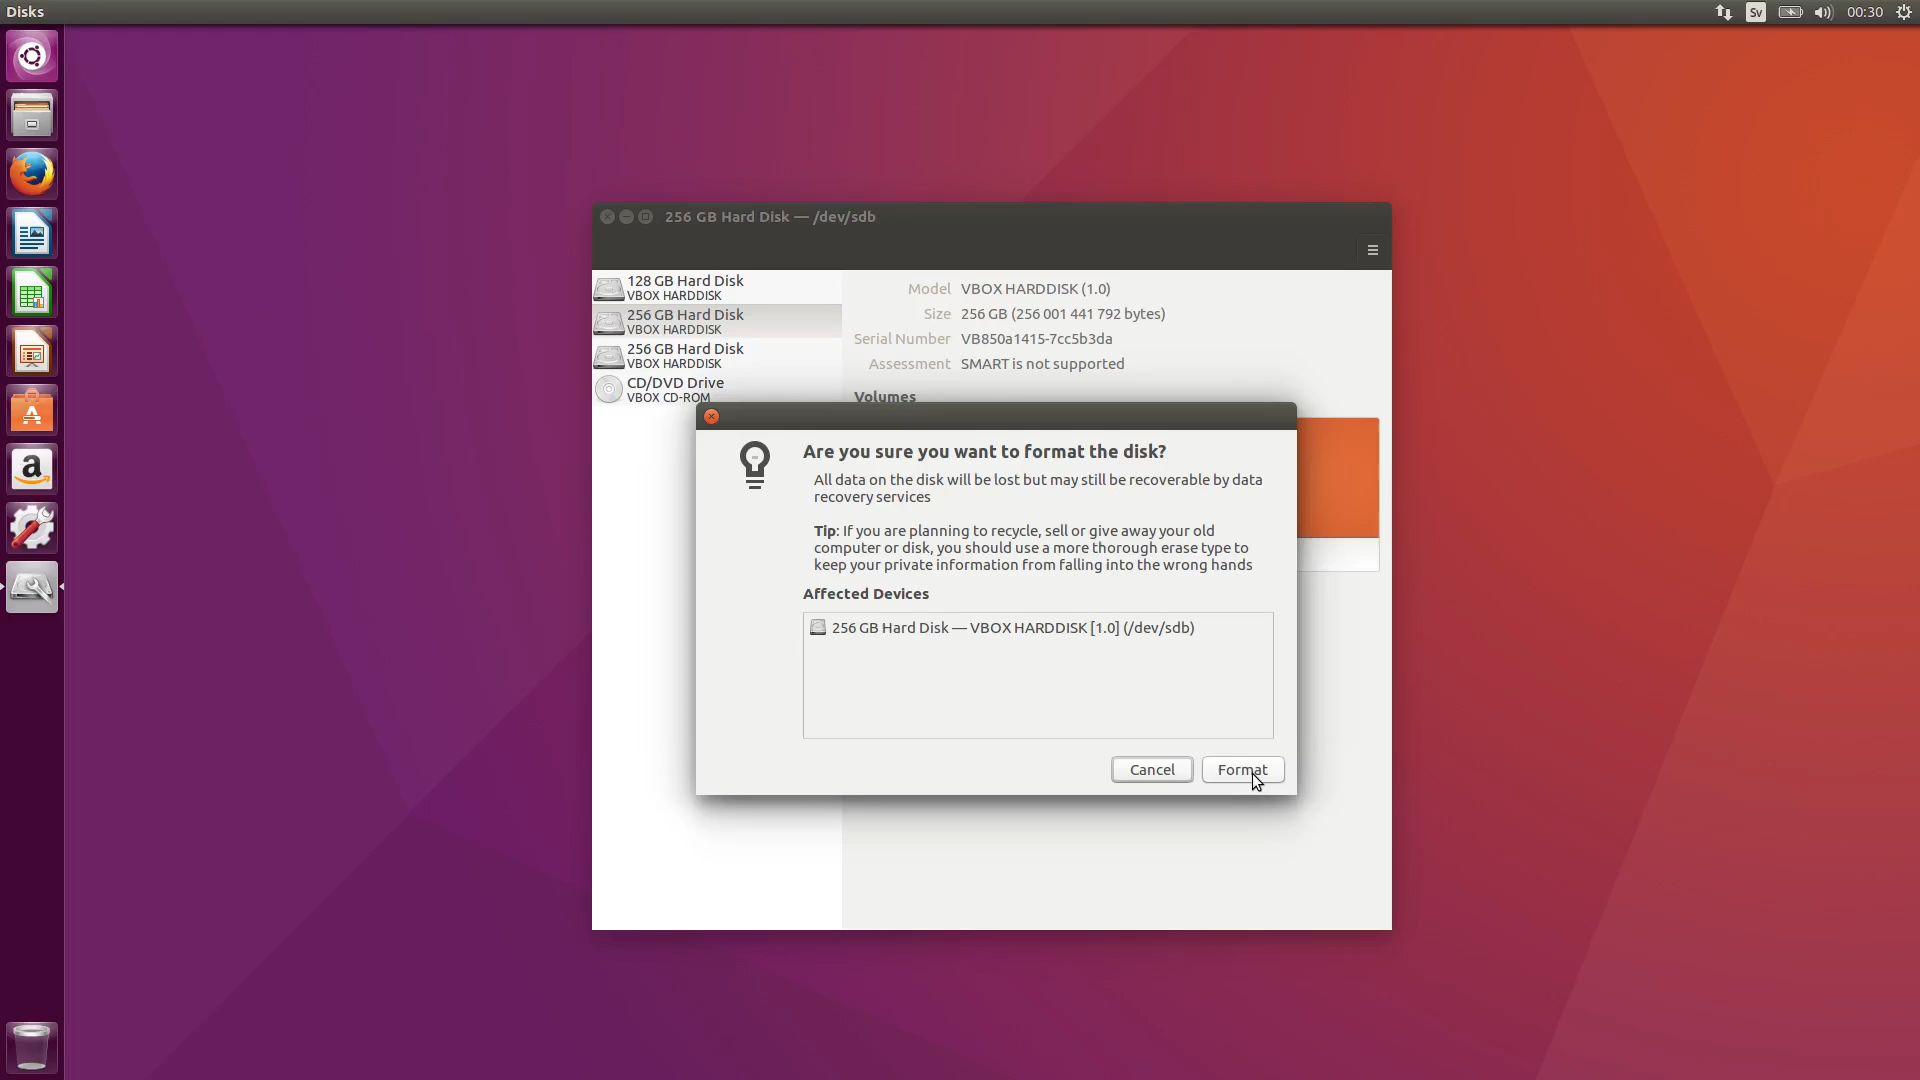 Disks
Sv
00:30
256 GB Hard Disk — /dev/sdb
128 GB Hard Disk
VBOX HARDDISK
256 GB Hard Disk
VBOX HARDDISK
256 GB Hard Disk
VBOX HARDDISK
CD/DVD Drive
VBOX CD-ROM
Model VBOX HARDDISK (1.0)
Size 256 GB (256 001 441 792 bytes)
Serial Number VB850a1415-7cc5b3da
Assessment SMART is not supported
Volumes
Are you sure you want to format the disk?
All data on the disk will be lost but may still be recoverable by data
recovery services
Tip: If you are planning to recycle, sell or give away your old
computer or disk, you should use a more thorough erase type to
keep your private information from falling into the wrong hands
Affected Devices
256 GB Hard Disk — VBOX HARDDISK [1.0] (/dev/sdb)
Cancel
Format